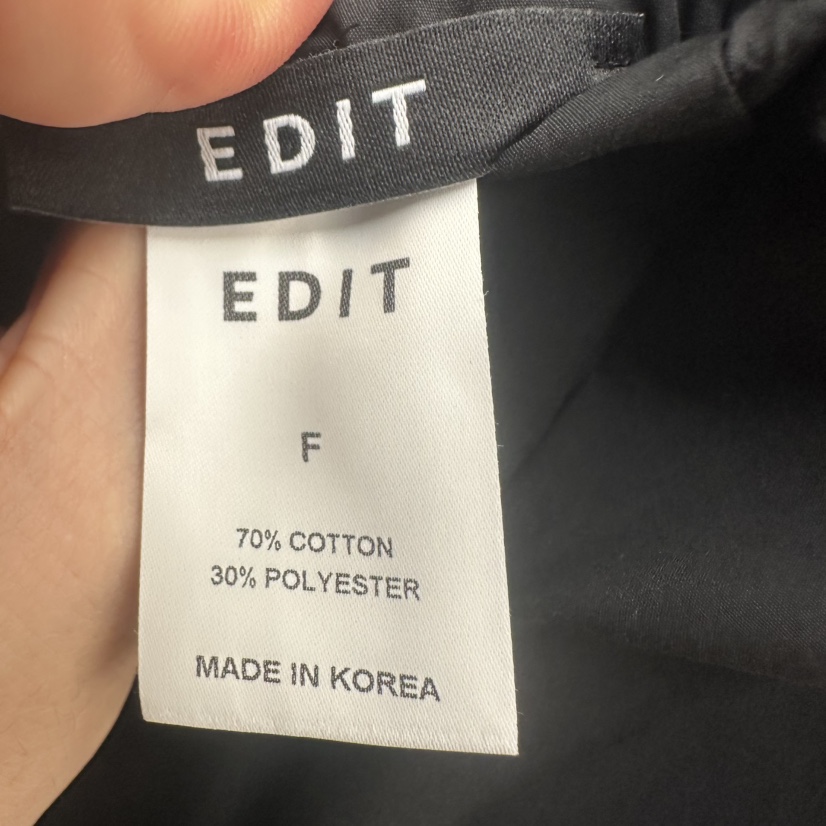 EDIT
EDIT
F
70% COTTON
30% POLYESTER
MADE IN KOREA